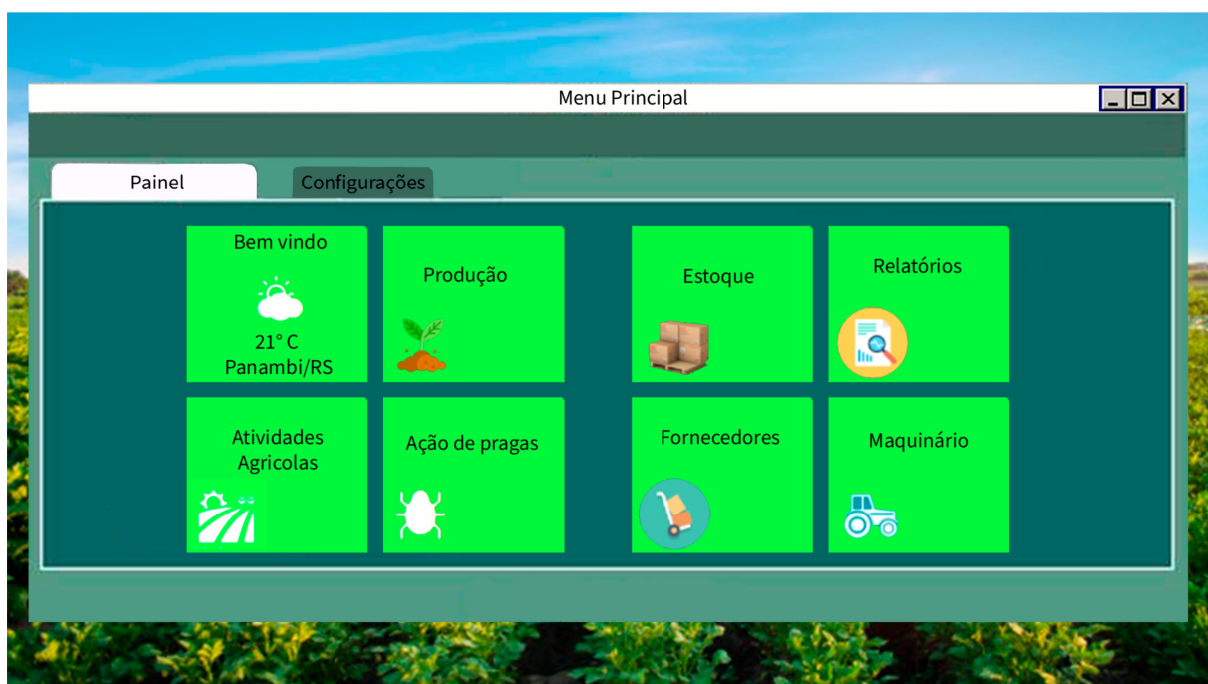 Menu Principal
Painel
Configurações
Bem vindo
21° C
Panambi/RS
Produção
Estoque
Relatórios
Atividades
Agricolas
Ação de pragas
Fornecedores
Maquinário